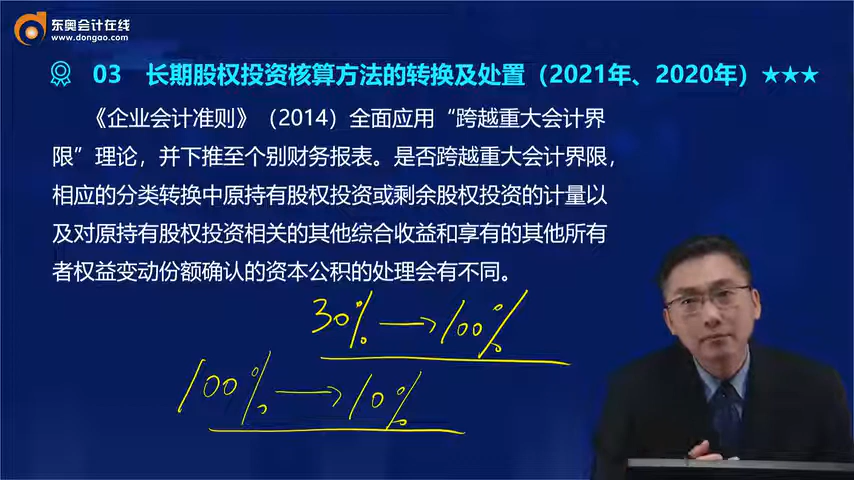 东奥会计在线
www.dongao.com
03 长期股权投资核算方法的转换及处置（2021年、2020年）★★★
《企业会计准则》（2014）全面应用“跨越重大会计界
限”理论，并下推至个别财务报表。是否跨越重大会计界限，
相应的分类转换中原持有股权投资或剩余股权投资的计量以
及对原持有股权投资相关的其他综合收益和享有的其他所有
者权益变动份额确认的资本公积的处理会有不同。
30%→100%
100%→10%